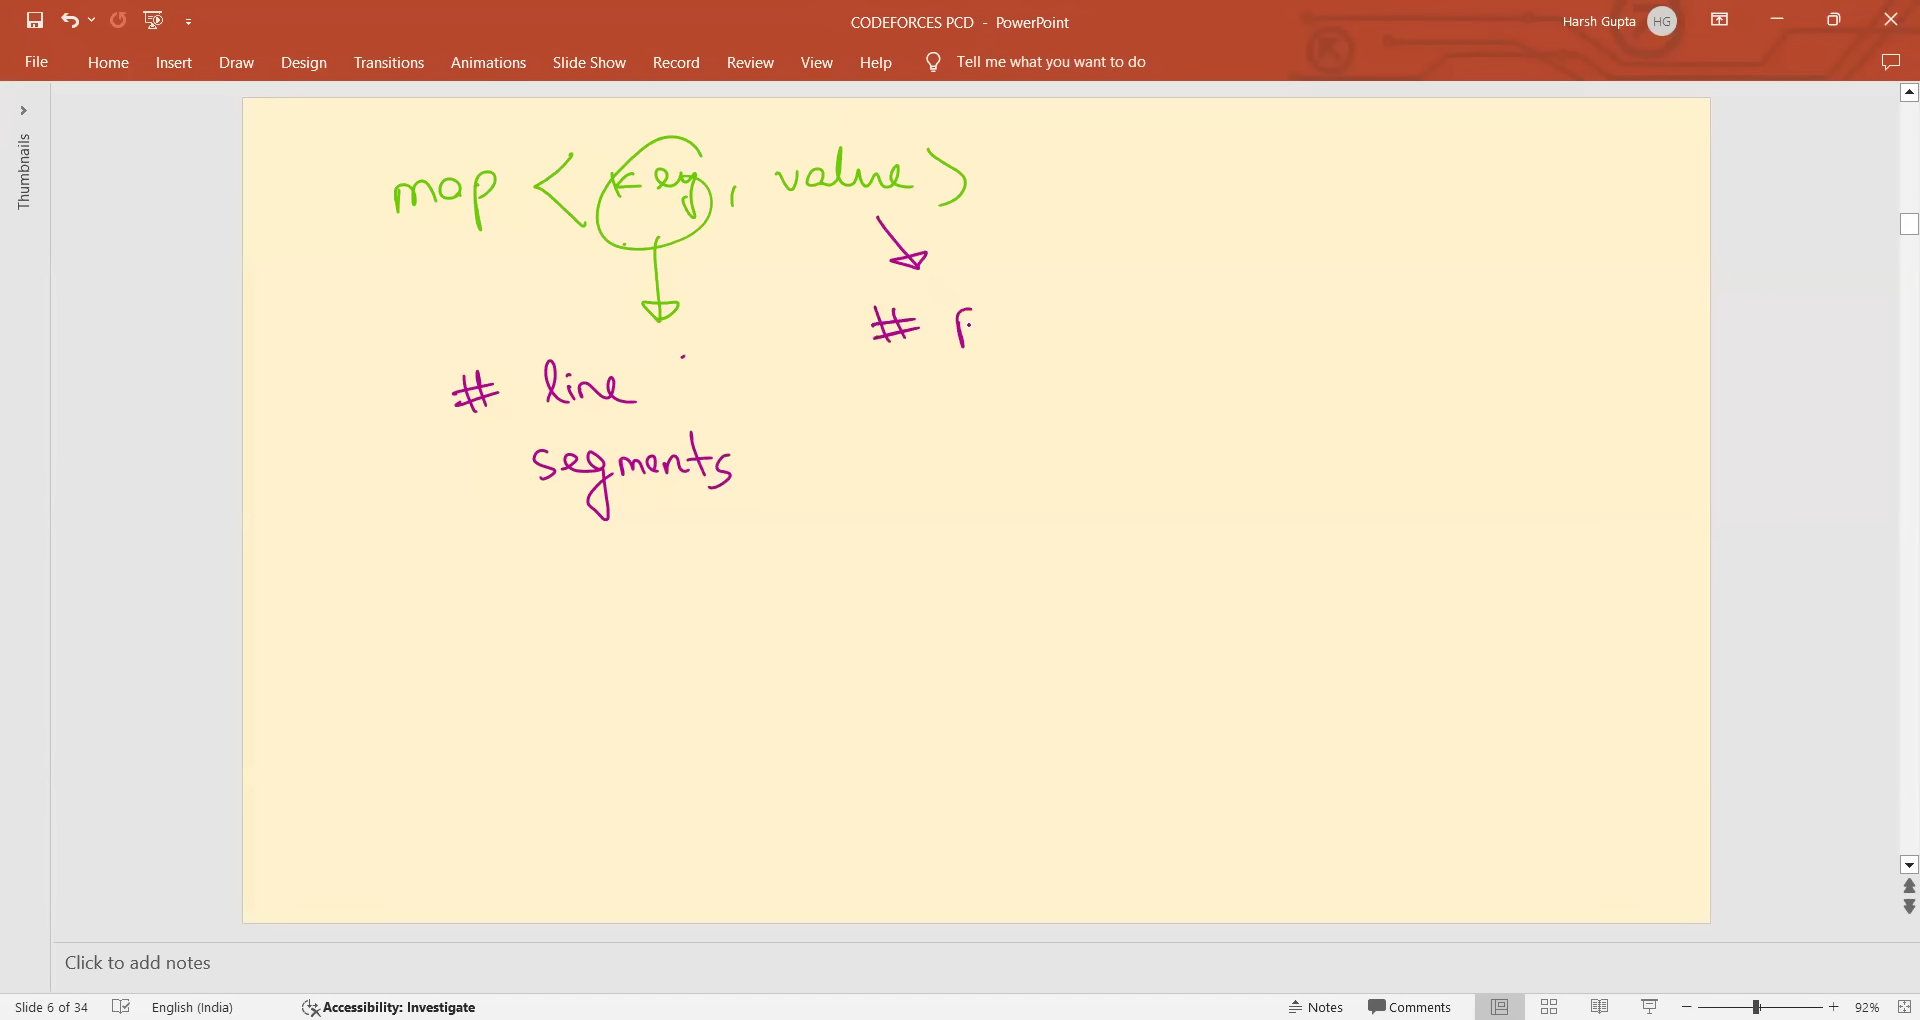 CODEFORCES PCD - PowerPoint
Harsh Gupta
HG
File Home Insert Draw Design Transitions Animations Slide Show Record Review View Help Tell me what you want to do
Thumbnails
map < key, value >
# P
# line
segments
Click to add notes
Slide 6 of 34 English (India) Accessibility: Investigate Notes Comments 92%